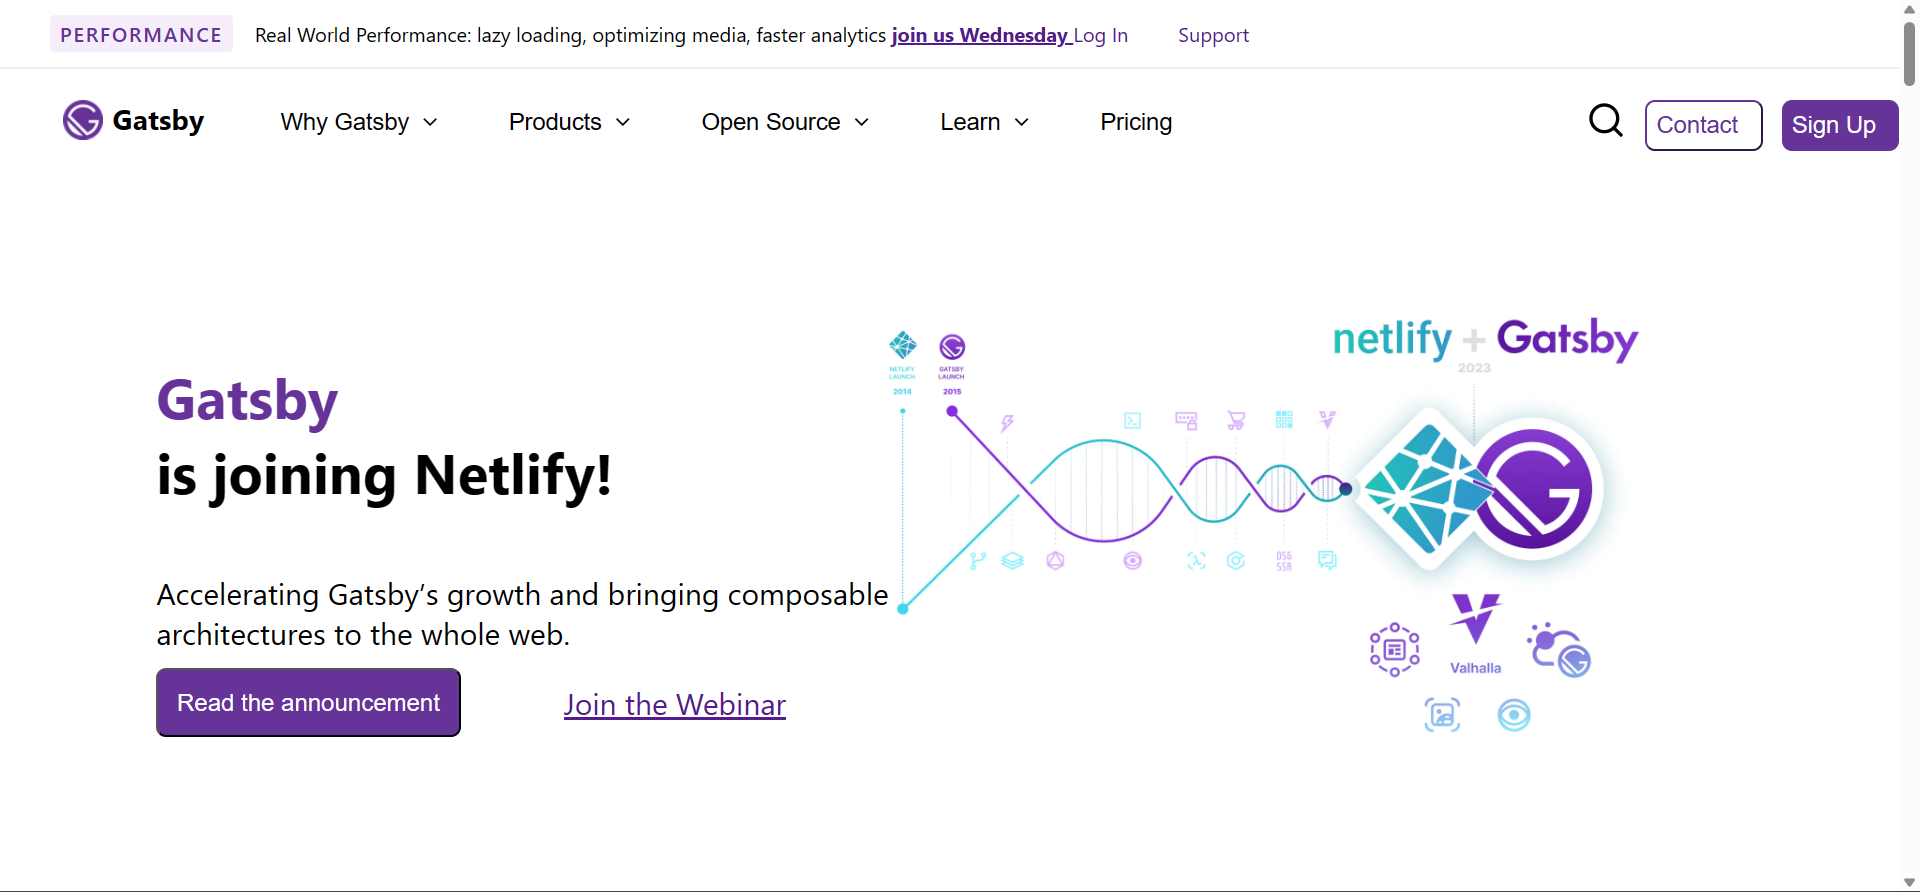 PERFORMANCE Real World Performance: lazy loading, optimizing media, faster analytics join us Wednesday Log In Support
Gatsby Why Gatsby Products Open Source Learn Pricing Contact Sign Up
netlify + Gatsby
2023
NETLIFY LAUNCH 2014
GATSBY LAUNCH 2015
Gatsby
is joining Netlify!
DSG
SSR
Accelerating Gatsby’s growth and bringing composable
architectures to the whole web.
Valhalla
Read the announcement Join the Webinar